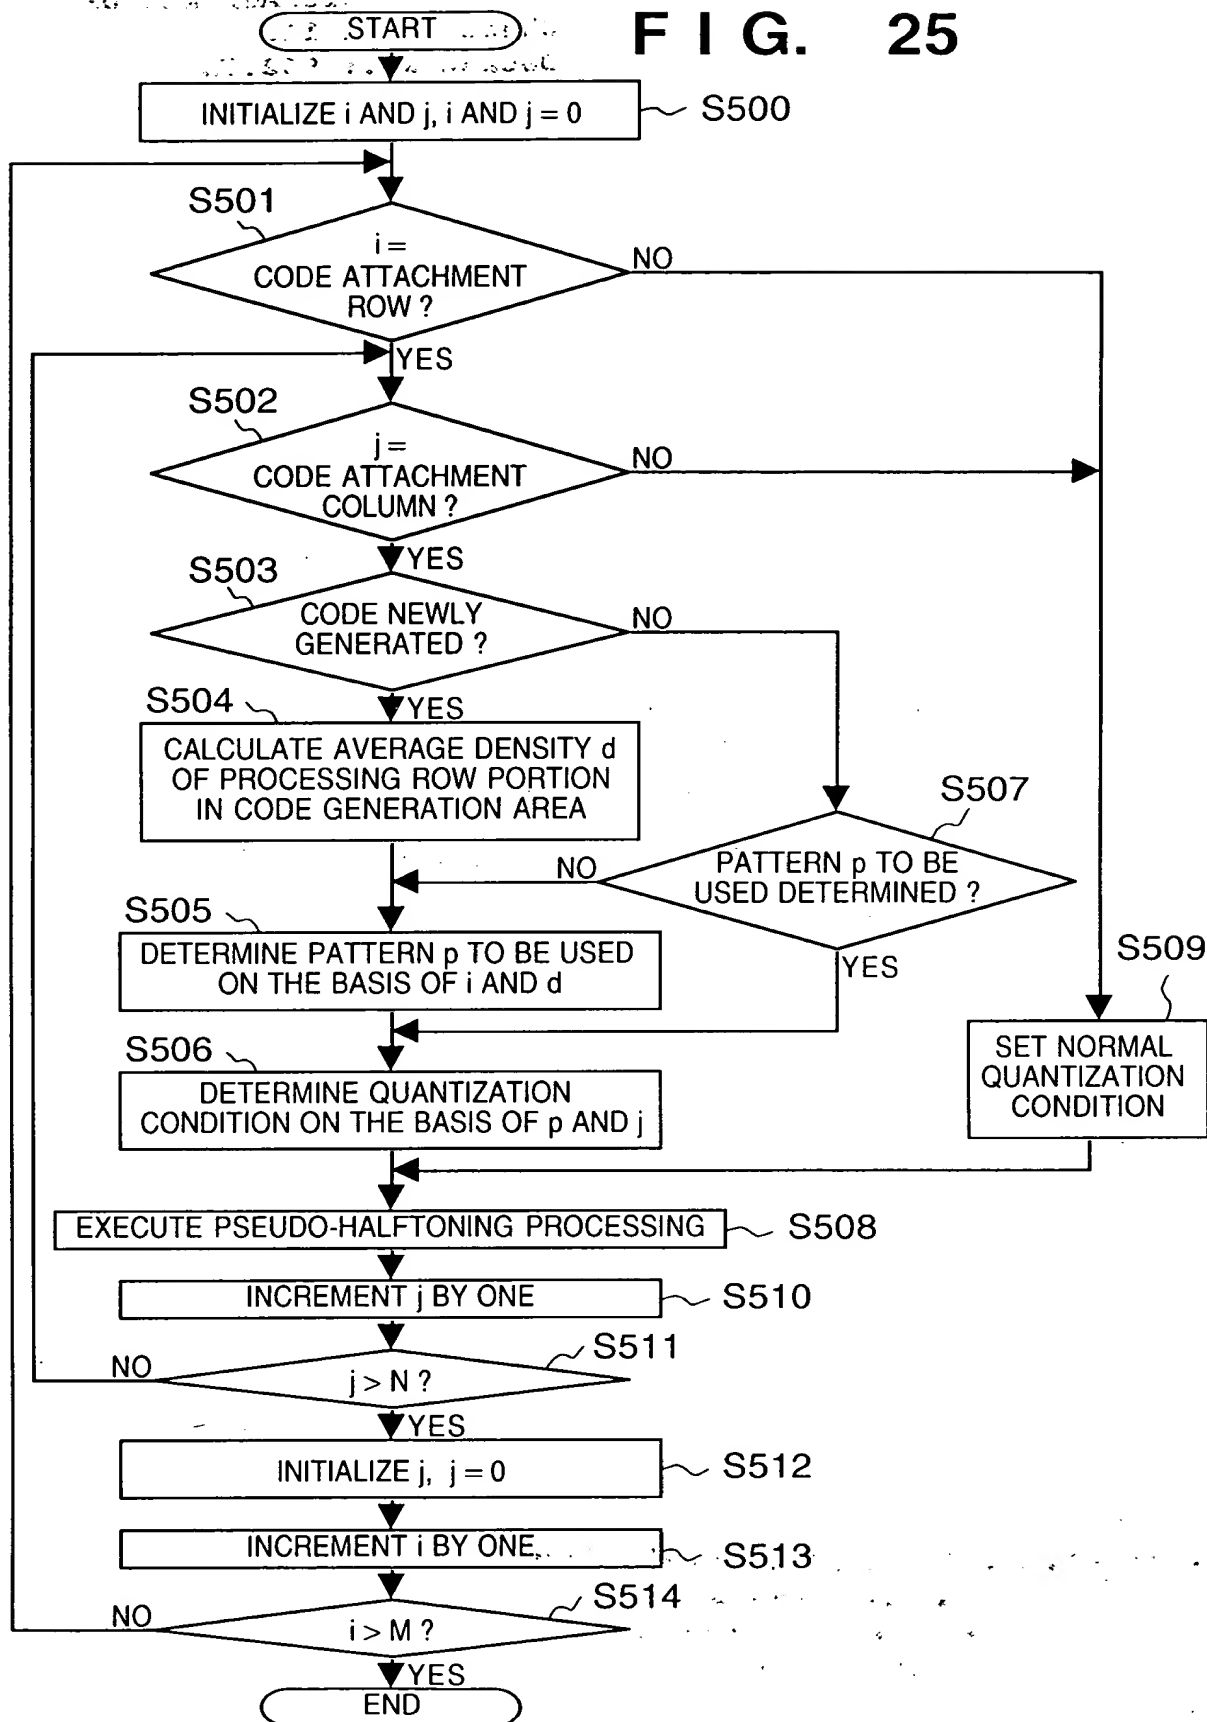 FIG. 25
START
INITIALIZE i AND j, i AND j = 0
S500
S501
i =
CODE ATTACHMENT
ROW ?
NO
YES
S502
j =
CODE ATTACHMENT
COLUMN ?
NO
YES
S503
CODE NEWLY
GENERATED ?
NO
YES
S504
CALCULATE AVERAGE DENSITY d
OF PROCESSING ROW PORTION
IN CODE GENERATION AREA
S507
PATTERN p TO BE
USED DETERMINED ?
NO
YES
S505
DETERMINE PATTERN p TO BE USED
ON THE BASIS OF i AND d
S509
SET NORMAL
QUANTIZATION
CONDITION
S506
DETERMINE QUANTIZATION
CONDITION ON THE BASIS OF p AND j
EXECUTE PSEUDO-HALFTONING PROCESSING
S508
INCREMENT j BY ONE
S510
S511
j > N ?
NO
YES
INITIALIZE j, j = 0
S512
INCREMENT i BY ONE
S513
S514
i > M ?
NO
YES
END